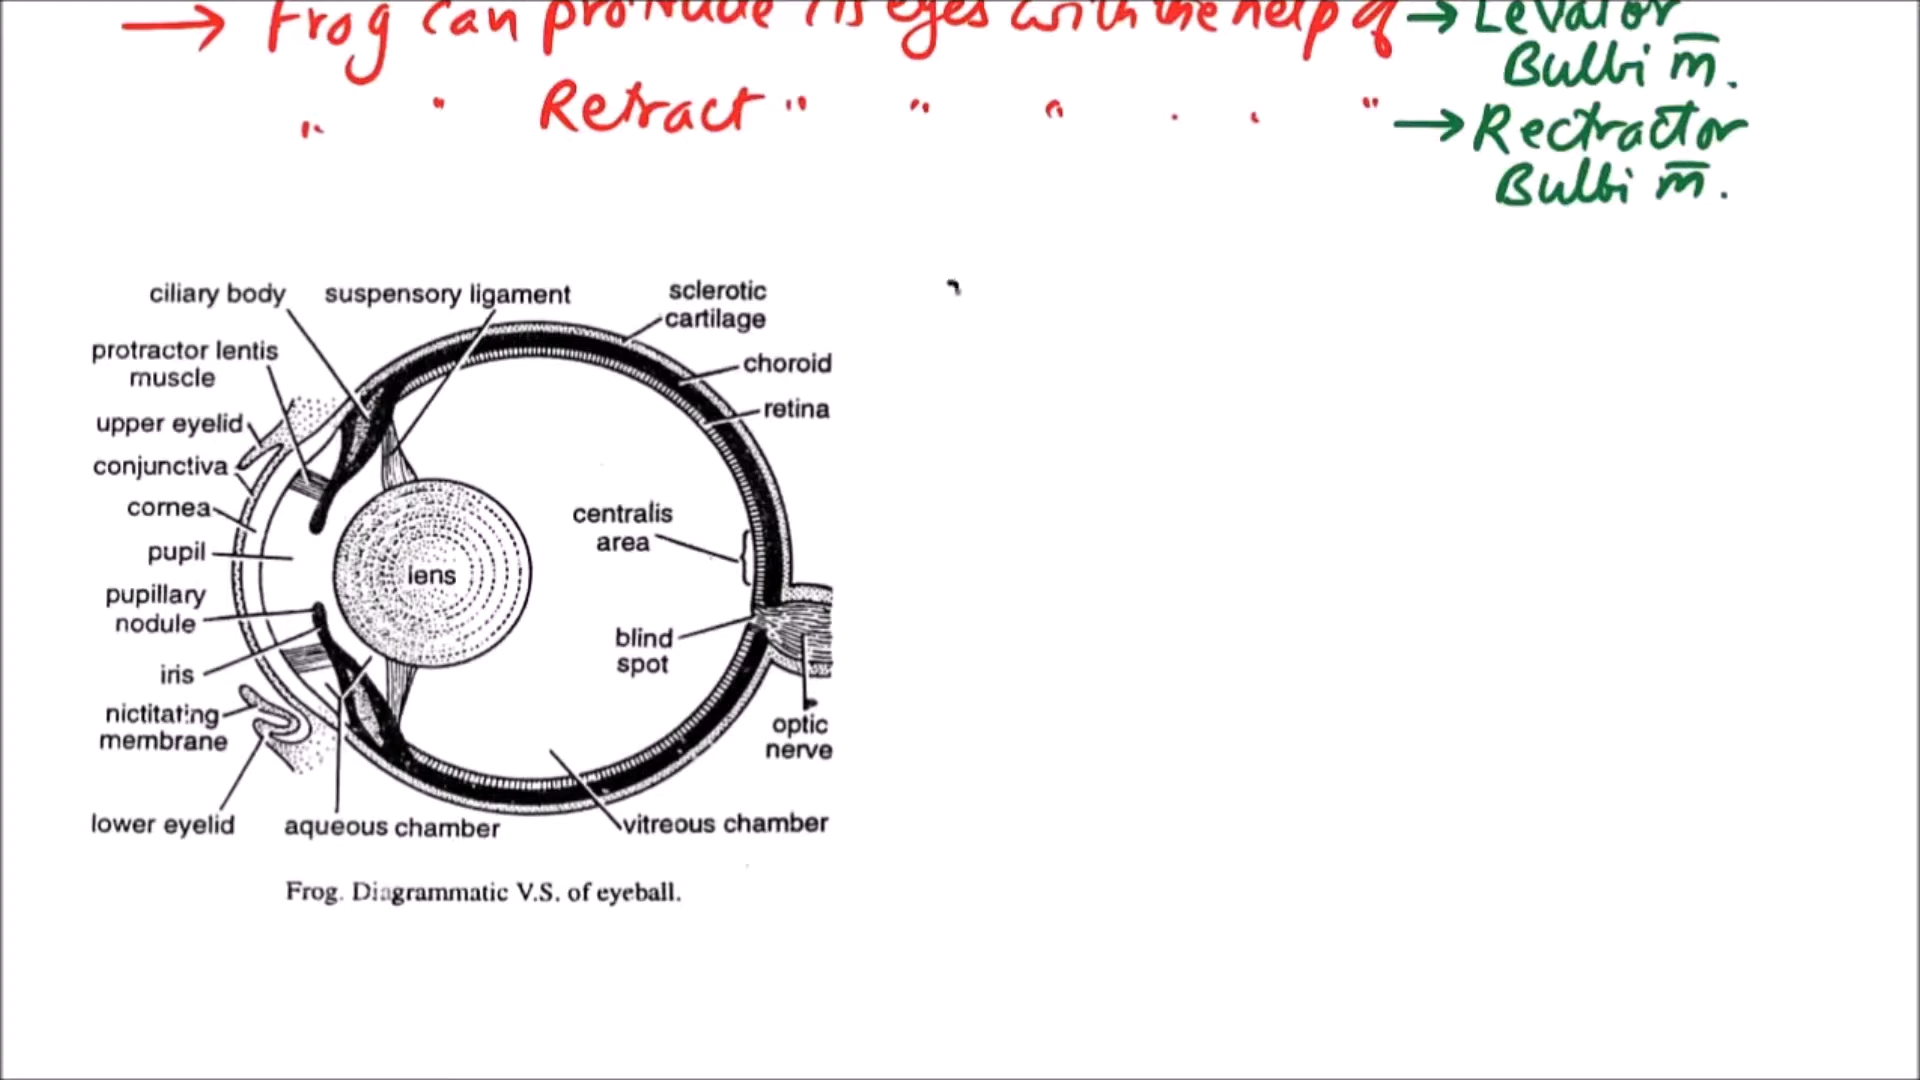 → Frog can protrude its eyes with the help of → Levator
Bulbi m̅.
" " Retract " " " . . " → Rectractor
Bulbi m̅.
ciliary body
suspensory ligament
sclerotic
cartilage
protractor lentis
muscle
choroid
retina
upper eyelid
conjunctiva
cornea
pupil
centralis
area
lens
pupillary
nodule
blind
spot
iris
nictitating
membrane
optic
nerve
lower eyelid
aqueous chamber
vitreous chamber
Frog. Diagrammatic V.S. of eyeball.